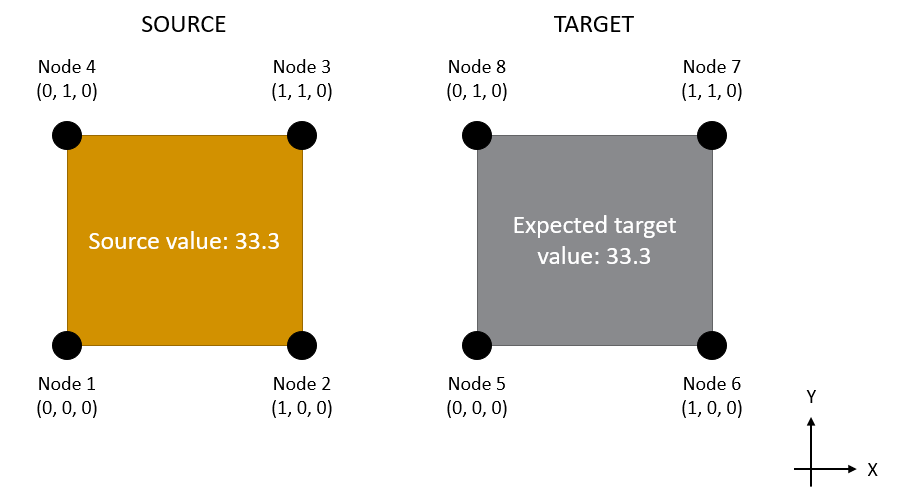 SOURCE
TARGET
Node 4
(0, 1, 0)
Node 3
(1, 1, 0)
Node 8
(0, 1, 0)
Node 7
(1, 1, 0)
Source value: 33.3
Expected target
value: 33.3
Node 1
(0, 0, 0)
Node 2
(1, 0, 0)
Node 5
(0, 0, 0)
Node 6
(1, 0, 0)
Y
X